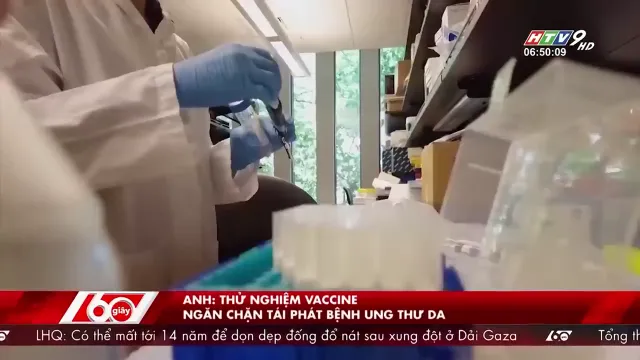 HTV9 HD
06:50:09
ANH: THỬ NGHIỆM VACCINE
NGĂN CHẶN TÁI PHÁT BỆNH UNG THƯ DA
60 giây
LHQ: Có thể mất tới 14 năm để dọn dẹp đống đổ nát sau xung đột ở Dải Gaza
60 giây
Tổng th